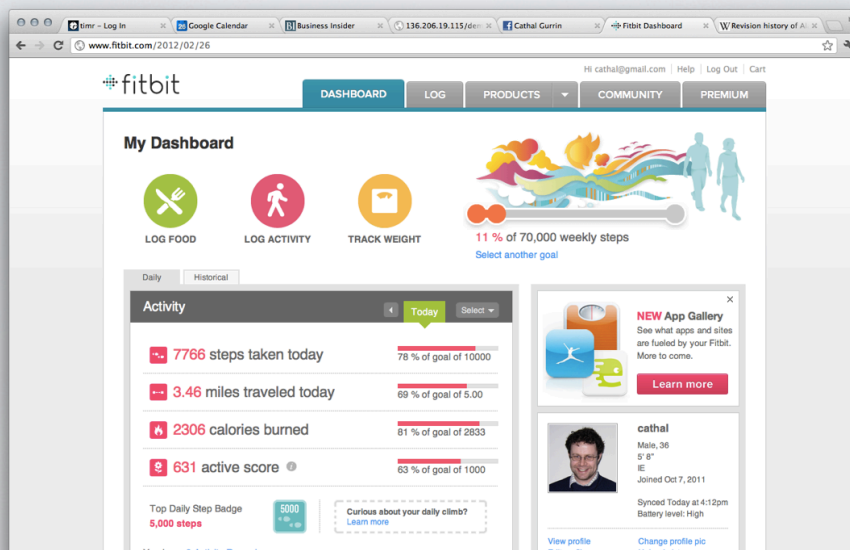 timr - Log In
Google Calendar
Business Insider
136.206.19.115/den
Cathal Gurrin
Fitbit Dashboard
Revision history of Al
www.fitbit.com/2012/02/26
Hi cathal@gmail.com | Help | Log Out | Cart
fitbit
DASHBOARD
LOG
PRODUCTS
COMMUNITY
PREMIUM
My Dashboard
LOG FOOD
LOG ACTIVITY
TRACK WEIGHT
11 % of 70,000 weekly steps
Select another goal
Daily
Historical
Activity
Today
Select
7766 steps taken today
78 % of goal of 10000
3.46 miles traveled today
69 % of goal of 5.00
2306 calories burned
81 % of goal of 2833
631 active score
63 % of goal of 1000
Top Daily Step Badge
5,000 steps
5000
Curious about your daily climb?
Learn more
NEW App Gallery
See what apps and sites
are fueled by your Fitbit.
More to come.
Learn more
cathal
Male, 36
5' 8"
IE
Joined Oct 7, 2011
Synced Today at 4:12pm
Battery level: High
View profile
Change profile pic